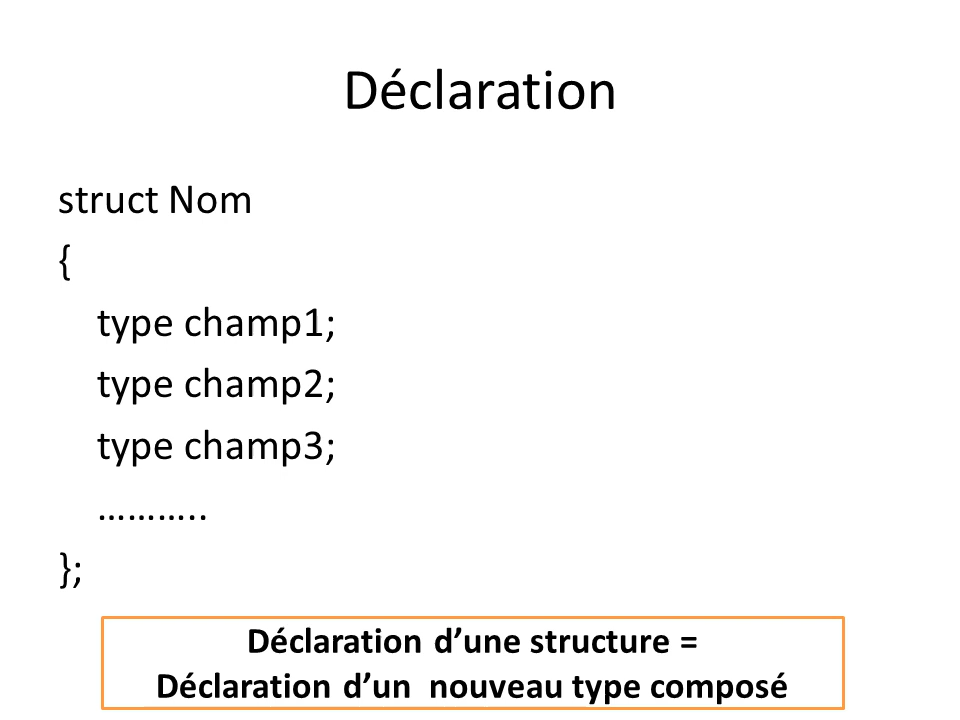 Déclaration
struct Nom
{
type champ1;
type champ2;
type champ3;
………..
};
Déclaration d’une structure =
Déclaration d’un  nouveau type composé